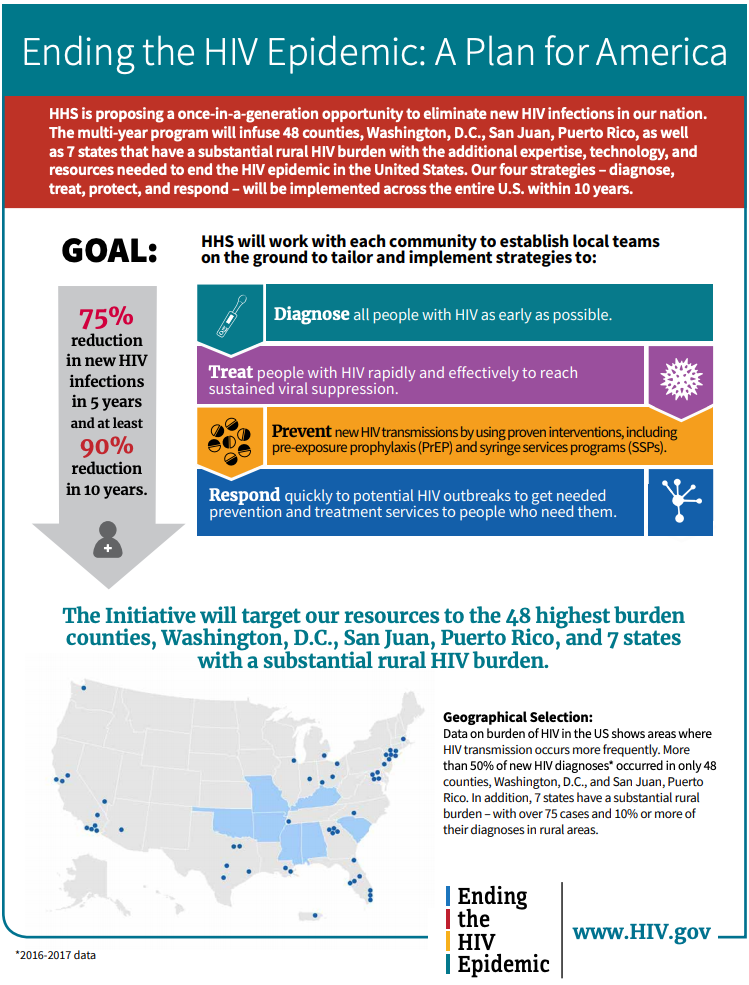 Ending the HIV Epidemic: A Plan for America
HHS is proposing a once-in-a-generation opportunity to eliminate new HIV infections in our nation.
The multi-year program will infuse 48 counties, Washington, D.C., San Juan, Puerto Rico, as well
as 7 states that have a substantial rural HIV burden with the additional expertise, technology, and
resources needed to end the HIV epidemic in the United States. Our four strategies – diagnose,
treat, protect, and respond – will be implemented across the entire U.S. within 10 years.
GOAL:
75%
reduction
in new HIV
infections
in 5 years
and at least
90%
reduction
in 10 years.
HHS will work with each community to establish local teams
on the ground to tailor and implement strategies to:
Diagnose all people with HIV as early as possible.
Treat people with HIV rapidly and effectively to reach
sustained viral suppression.
Prevent new HIV transmissions by using proven interventions, including
pre-exposure prophylaxis (PrEP) and syringe services programs (SSPs).
Respond quickly to potential HIV outbreaks to get needed
prevention and treatment services to people who need them.
The Initiative will target our resources to the 48 highest burden
counties, Washington, D.C., San Juan, Puerto Rico, and 7 states
with a substantial rural HIV burden.
Geographical Selection:
Data on burden of HIV in the US shows areas where
HIV transmission occurs more frequently. More
than 50% of new HIV diagnoses* occurred in only 48
counties, Washington, D.C., and San Juan, Puerto
Rico. In addition, 7 states have a substantial rural
burden – with over 75 cases and 10% or more of
their diagnoses in rural areas.
Ending
the
HIV
Epidemic
www.HIV.gov
*2016-2017 data